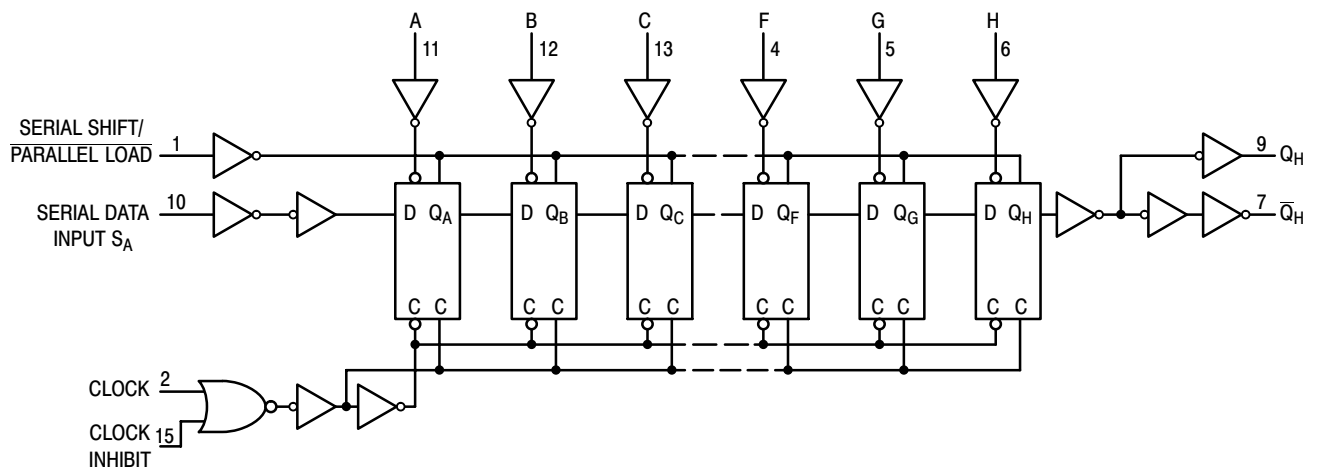 A B C F G H
11 12 13 4 5 6
SERIAL SHIFT/
PARALLEL LOAD 1
9 QH
SERIAL DATA
INPUT SA 10
D QA D QB D QC D QF D QG D QH
7 Q̅H
C C C C C C C C C C C C
CLOCK 2
CLOCK
INHIBIT 15